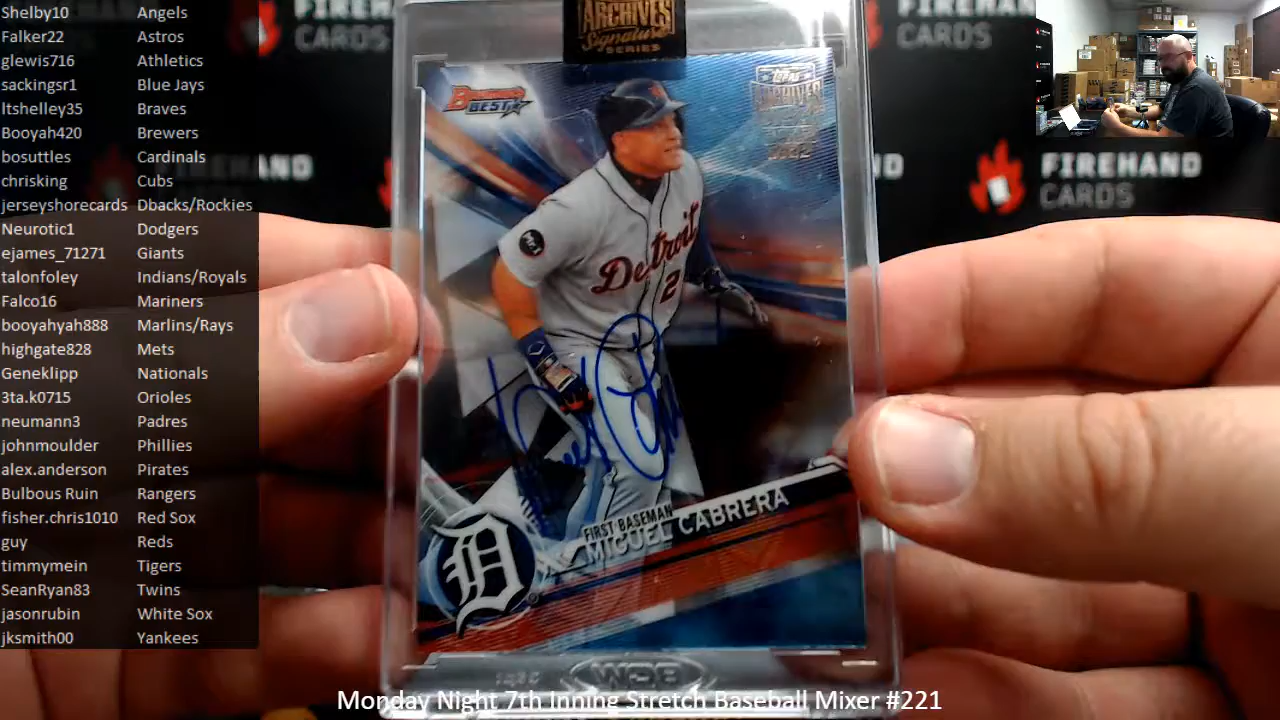 Shelby10 Angels
Falker22 Astros
glewis716 Athletics
sackingsr1 Blue Jays
ltshelley35 Braves
Booyah420 Brewers
bosuttles Cardinals
chrisking Cubs
jerseyshorecards Dbacks/Rockies
Neurotic1 Dodgers
ejames_71271 Giants
talonfoley Indians/Royals
Falco16 Mariners
booyahyah888 Marlins/Rays
highgate828 Mets
Geneklipp Nationals
3ta.k0715 Orioles
neumann3 Padres
johnmoulder Phillies
alex.anderson Pirates
Bulbous Ruin Rangers
fisher.chris1010 Red Sox
guy Reds
timmymein Tigers
SeanRyan83 Twins
jasonrubin White Sox
jksmith00 Yankees
ARCHIVES
Signature
SERIES
Bowman's
BEST
TOPPS
ARCHIVES
2022
Detroit
2
FIRST BASEMAN
MIGUEL CABRERA
D
FIREHAND
CARDS
FIREHAND
CARDS
FIREHAND
CARDS
Monday Night 7th Inning Stretch Baseball Mixer #221